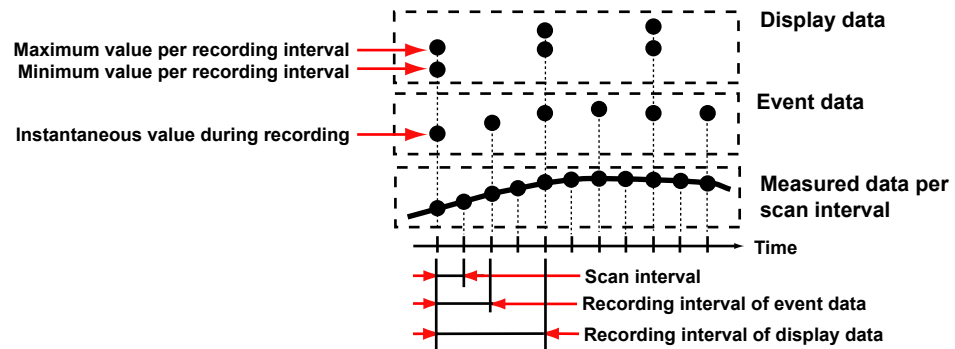 Display data
Maximum value per recording interval
Minimum value per recording interval
Event data
Instantaneous value during recording
Measured data per
scan interval
Time
Scan interval
Recording interval of event data
Recording interval of display data